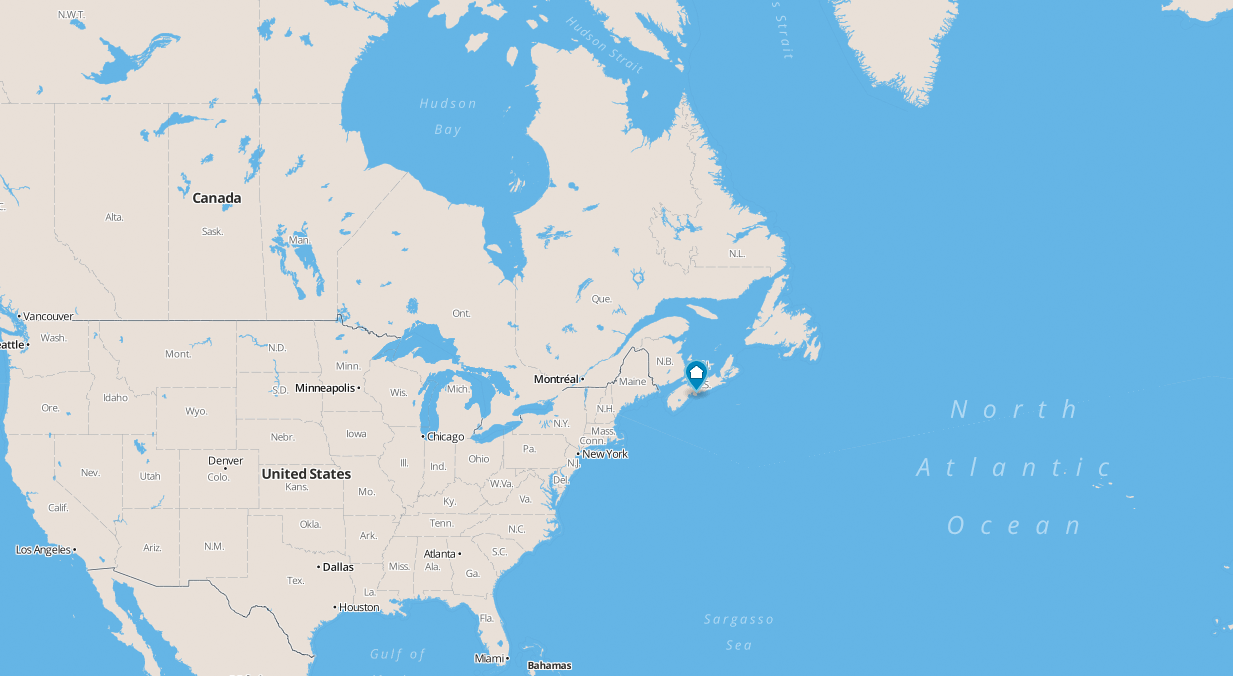 N.W.T.
Hudson Strait
s Strait
Hudson
Bay
Canada
C.
Alta.
Sask.
Man.
N.L.
Que.
Ont.
Vancouver
Wash.
eattle
Mont.
N.D.
Minn.
N.B.
Montréal
Maine
S.
Minneapolis
S.D.
Wis.
Mich.
Idaho
Ore.
Wyo.
N.H.
North
N.Y.
Mass.
Conn.
Iowa
Chicago
Nebr.
Pa.
New York
Denver
Colo.
Ohio
Ill.
Ind.
N.J.
Atlantic
Nev.
Utah
United States
Kans.
Del.
W.Va.
Mo.
Ky.
Va.
Calif.
Okla.
Tenn.
N.C.
Ocean
Ark.
Los Angeles
Ariz.
N.M.
Atlanta
S.C.
Dallas
Miss.
Ala.
Ga.
Tex.
La.
Houston
Fla.
Sargasso
Sea
Gulf of
Miami
Bahamas